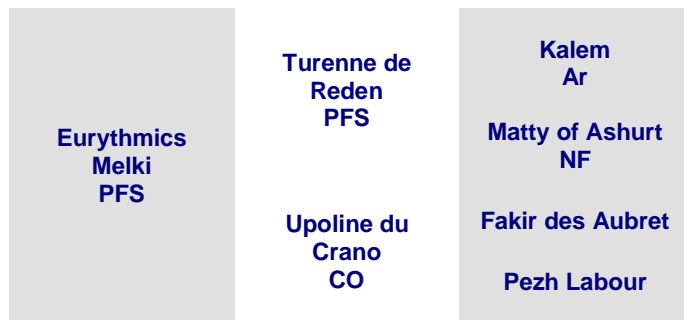 Eurythmics
Melki
PFS
Turenne de
Reden
PFS
Upoline du
Crano
CO
Kalem
Ar
Matty of Ashurt
NF
Fakir des Aubret
Pezh Labour